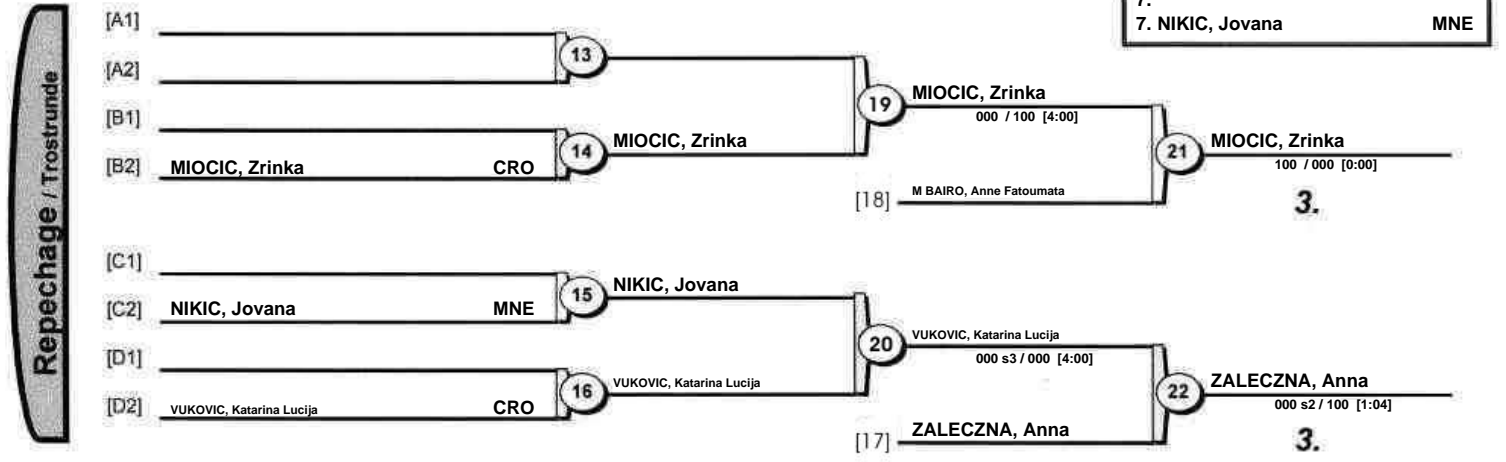 7.
7. NIKIC, Jovana MNE
Repechage / Trostrunde
[A1]
[A2]
13
[B1]
[B2] MIOCIC, Zrinka CRO
14
MIOCIC, Zrinka
19
MIOCIC, Zrinka
000 / 100 [4:00]
[18] M BAIRO, Anne Fatoumata
21
MIOCIC, Zrinka
100 / 000 [0:00]
3.
[C1]
[C2] NIKIC, Jovana MNE
15
NIKIC, Jovana
[D1]
[D2] VUKOVIC, Katarina Lucija CRO
16
VUKOVIC, Katarina Lucija
20
VUKOVIC, Katarina Lucija
000 s3 / 000 [4:00]
[17] ZALECZNA, Anna
22
ZALECZNA, Anna
000 s2 / 100 [1:04]
3.